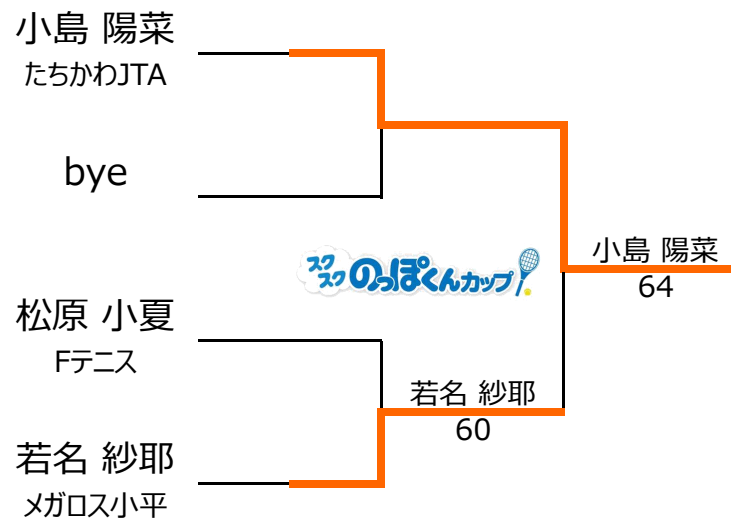 小島 陽菜
たちかわJTA
bye
スクスク のっぽくんカップ
小島 陽菜
64
松原 小夏
Fテニス
若名 紗耶
60
若名 紗耶
メガロス小平